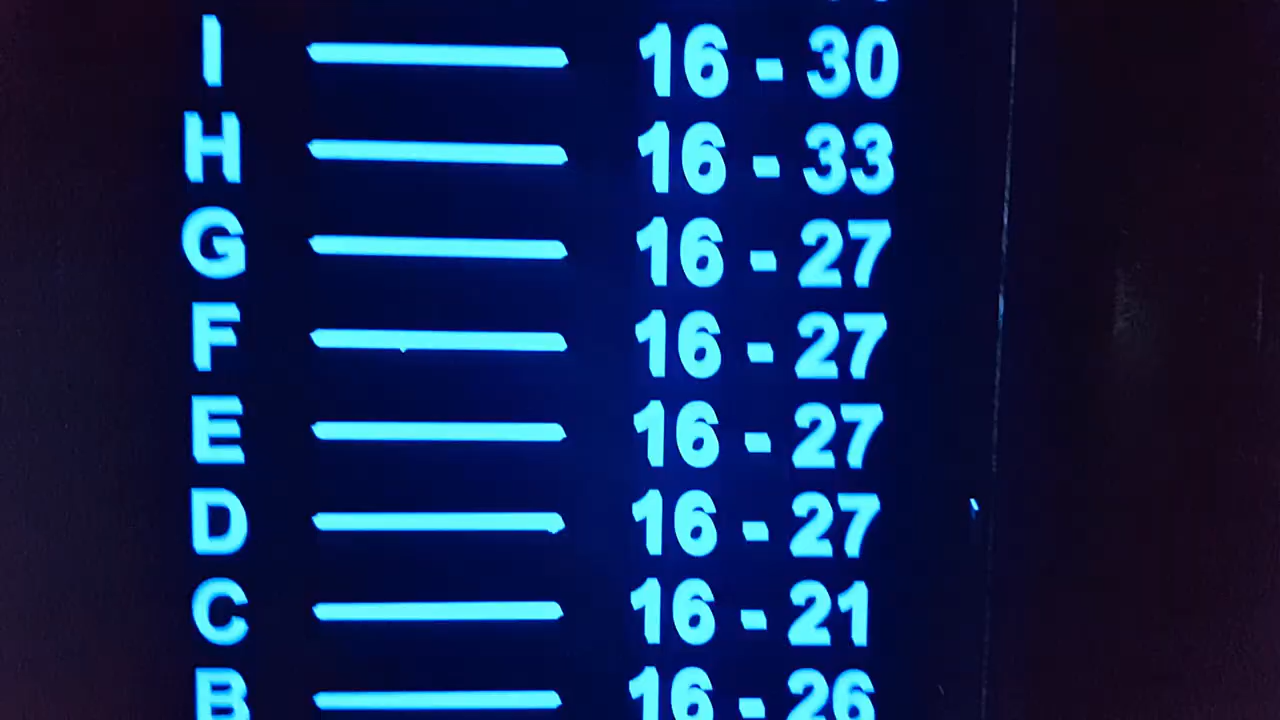 I ——— 16 - 30
H ——— 16 - 33
G ——— 16 - 27
F ——— 16 - 27
E ——— 16 - 27
D ——— 16 - 27
C ——— 16 - 21
B ——— 16 - 26